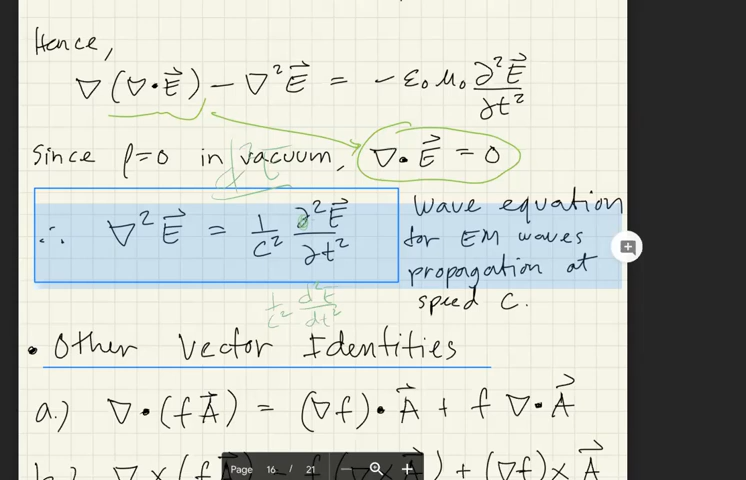 Hence,
∇(∇·E⃗) − ∇²E⃗ = −ε₀μ₀ ∂²E⃗/∂t²
Since ρ=0 in vacuum, ∇·E⃗ = 0
∴ ∇²E⃗ = 1/c² ∂²E⃗/∂t²
Wave equation
for EM waves
propagation at
speed c.
1/c² d²E/dt²
• Other Vector Identities
a.) ∇·(fA⃗) = (∇f)·A⃗ + f ∇·A⃗
∇×(fA⃗) = f(∇×A⃗) + (∇f)×A⃗
Page 16 / 21